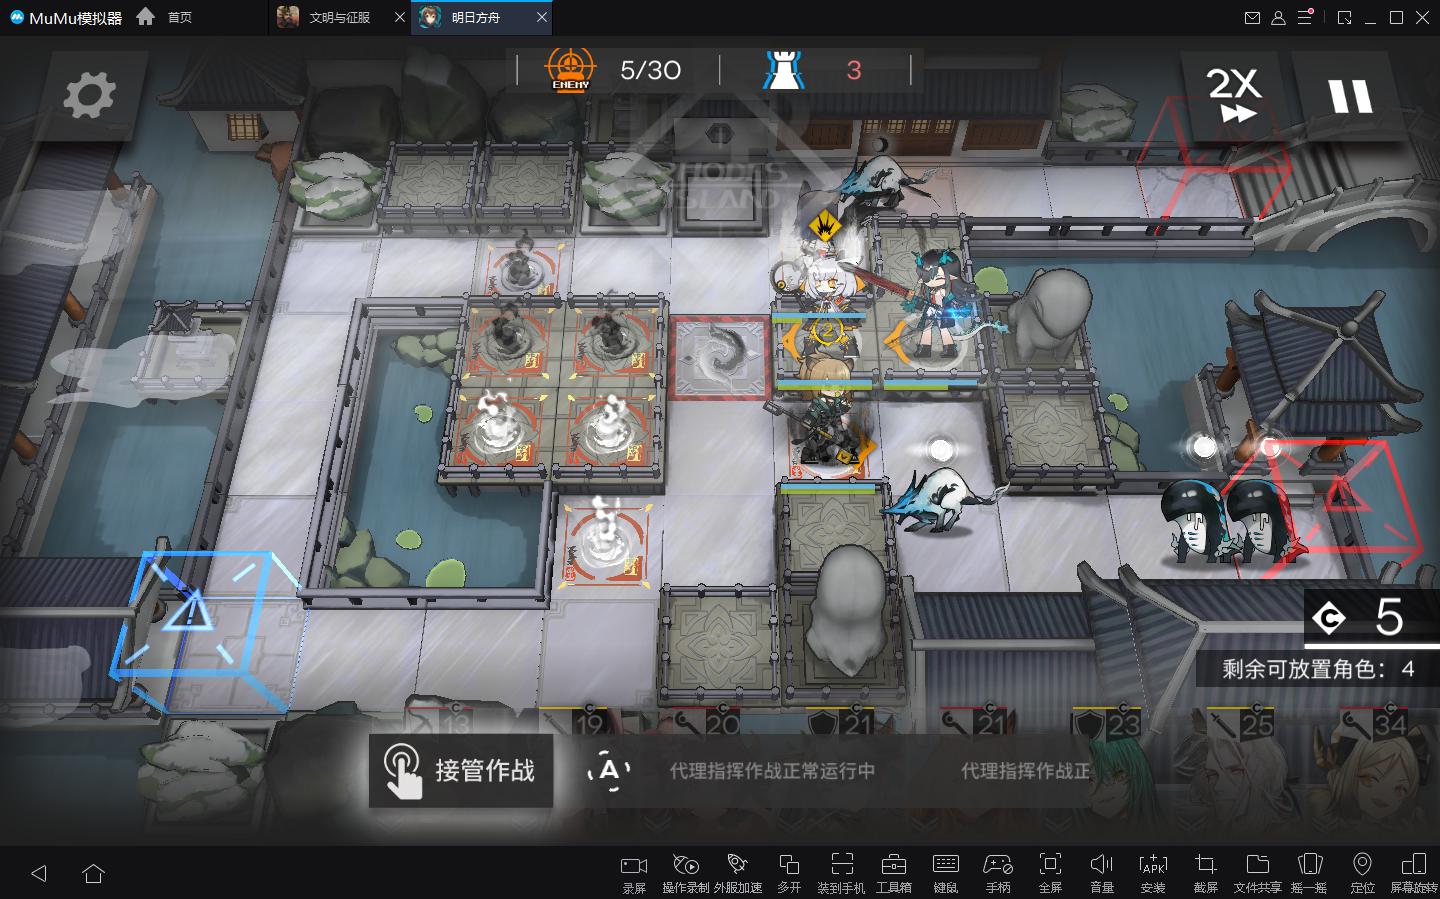 MuMu模拟器
首页
文明与征服
明日方舟
ENEMY
5/30
3
2X
RHODES
ISLAND
2
5
剩余可放置角色：4
13
19
20
21
21
23
25
34
接管作战
A
代理指挥作战正常运行中
代理指挥作战正
录屏
操作录制
外服加速
多开
装到手机
工具箱
键鼠
手柄
全屏
音量
APK
安装
截屏
文件共享
摇一摇
定位
屏幕旋转